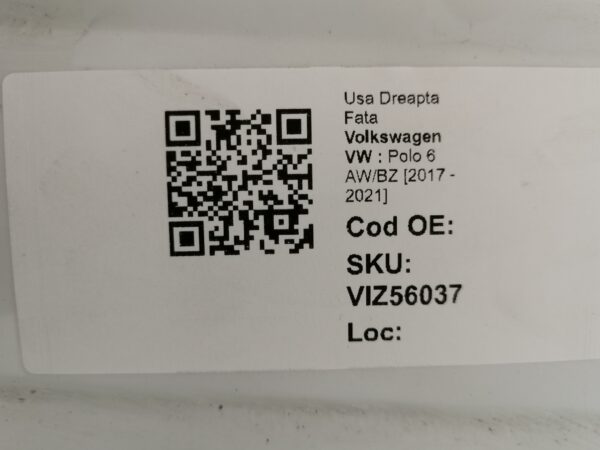 Usa Dreapta
Fata
Volkswagen
VW : Polo 6
AW/BZ [2017 -
2021]
Cod OE:
SKU:
VIZ56037
Loc: